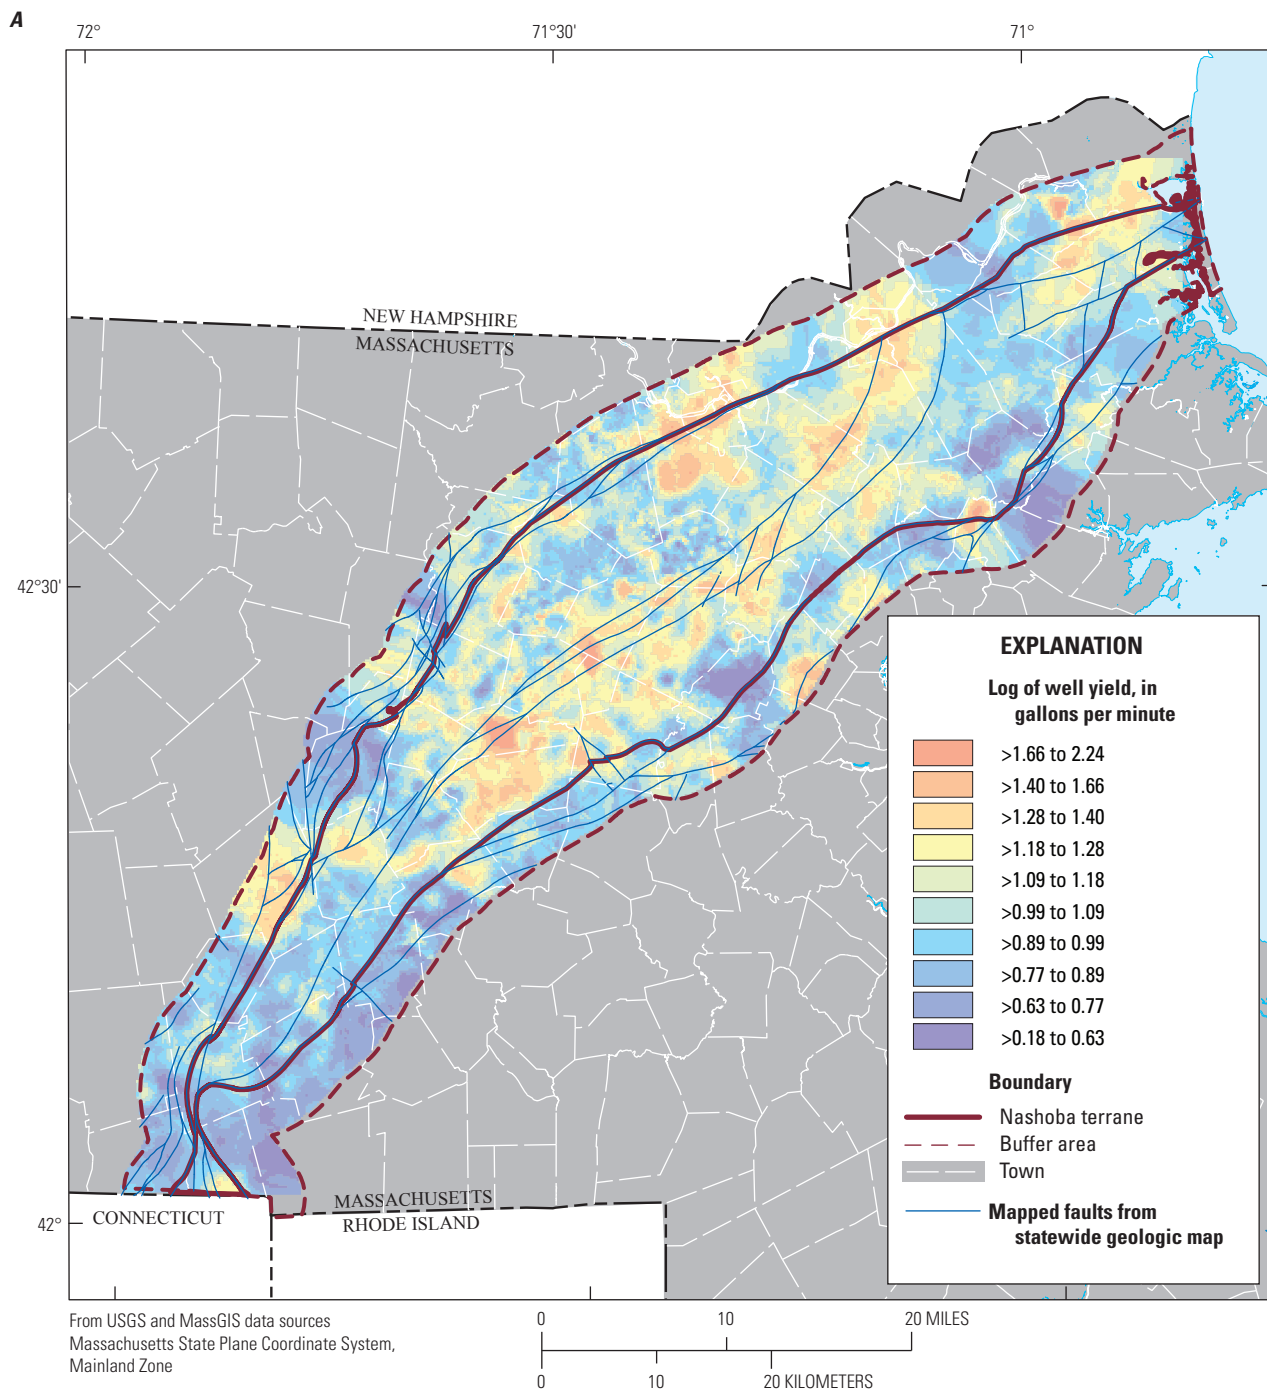 A
72°
71°30'
71°
NEW HAMPSHIRE
MASSACHUSETTS
42°30'
EXPLANATION
Log of well yield, in
gallons per minute
>1.66 to 2.24
>1.40 to 1.66
>1.28 to 1.40
>1.18 to 1.28
>1.09 to 1.18
>0.99 to 1.09
>0.89 to 0.99
>0.77 to 0.89
>0.63 to 0.77
>0.18 to 0.63
Boundary
Nashoba terrane
Buffer area
Town
Mapped faults from
statewide geologic map
42°
CONNECTICUT
MASSACHUSETTS
RHODE ISLAND
From USGS and MassGIS data sources
Massachusetts State Plane Coordinate System,
Mainland Zone
0 10 20 MILES
0 10 20 KILOMETERS